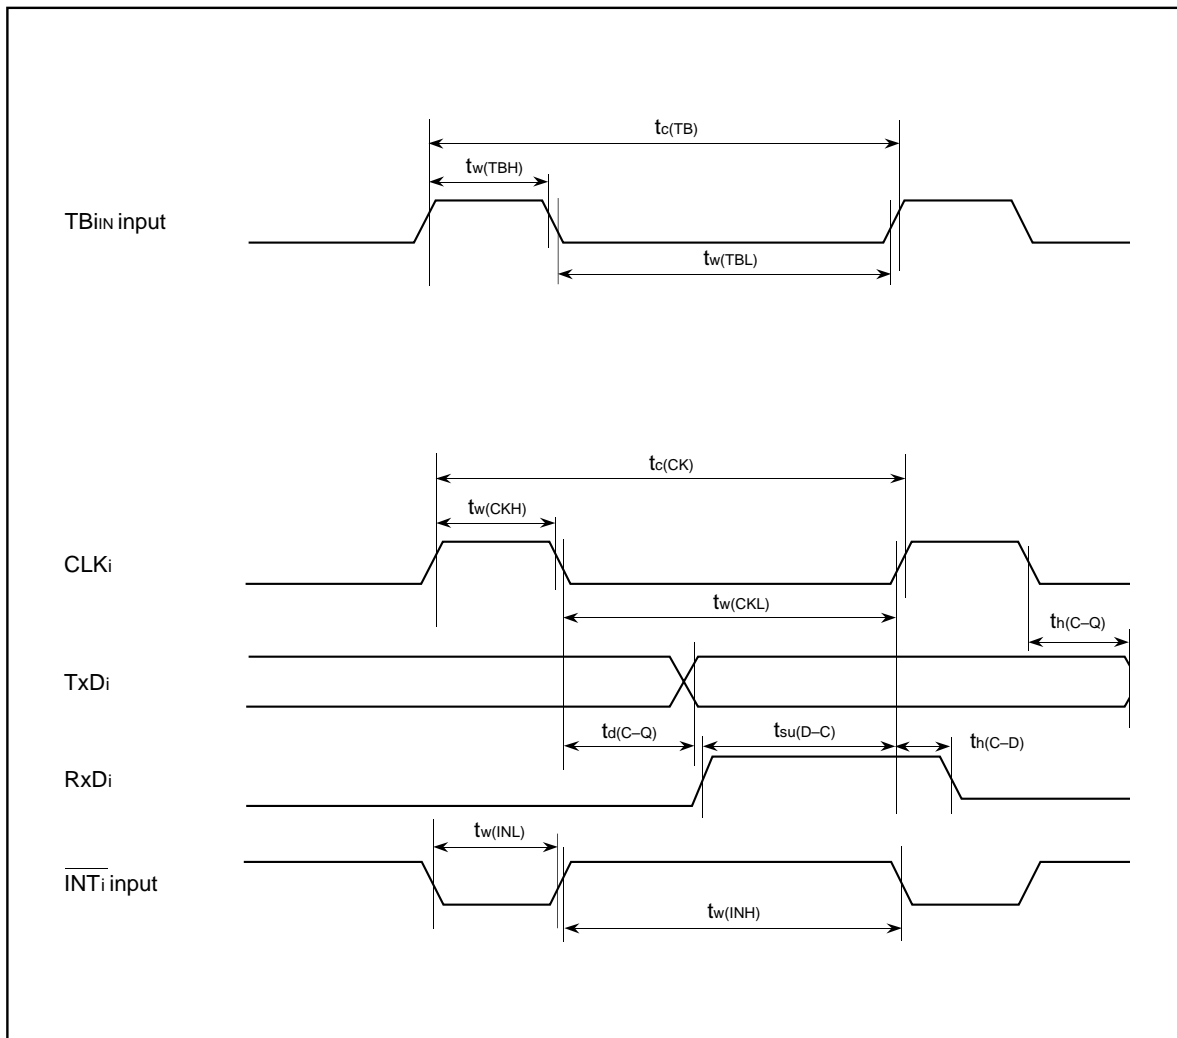 tc(TB)
tw(TBH)
TBiIN input
tw(TBL)
tc(CK)
tw(CKH)
CLKi
tw(CKL)
th(C–Q)
TxDi
td(C–Q)
tsu(D–C)
th(C–D)
RxDi
tw(INL)
INTi input
tw(INH)